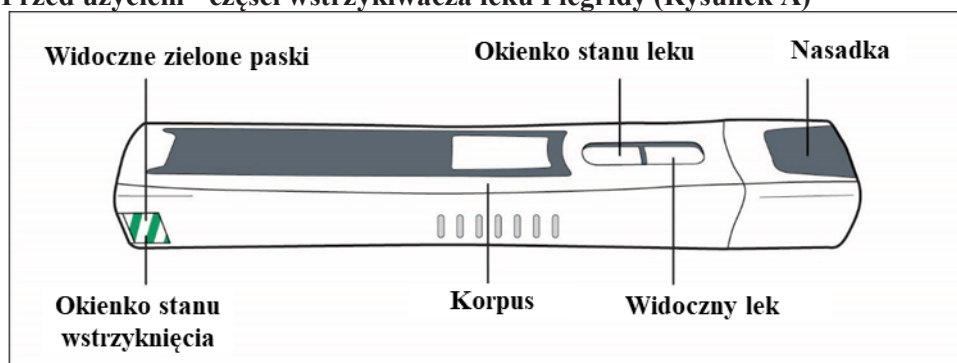 Przed użyciem - części wstrzykiwacza leku Plegridy (Rysunek A)
Widoczne zielone paski
Okienko stanu leku
Nasadka
Okienko stanu
wstrzyknięcia
Korpus
Widoczny lek